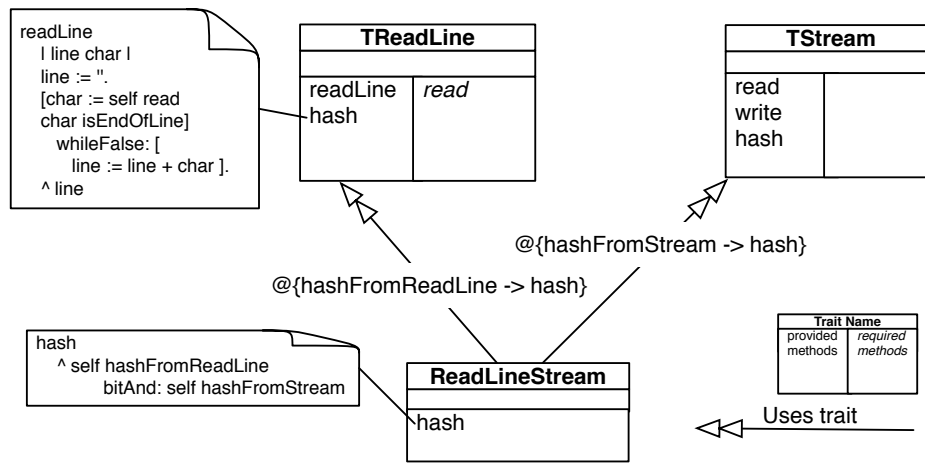 readLine
| line char |
line := ''.
[char := self read
char isEndOfLine]
whileFalse: [
line := line + char ].
^ line
TReadLine
readLine
hash
read
TStream
read
write
hash
@{hashFromStream -> hash}
@{hashFromReadLine -> hash}
hash
^ self hashFromReadLine
bitAnd: self hashFromStream
ReadLineStream
hash
Trait Name
provided
methods
required
methods
Uses trait